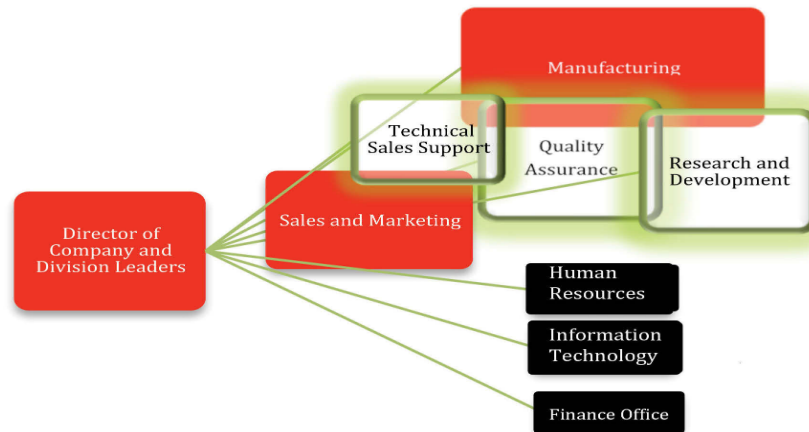 Manufacturing
Technical
Sales Support
Quality
Assurance
Research and
Development
Sales and Marketing
Director of
Company and
Division Leaders
Human
Resources
Information
Technology
Finance Office